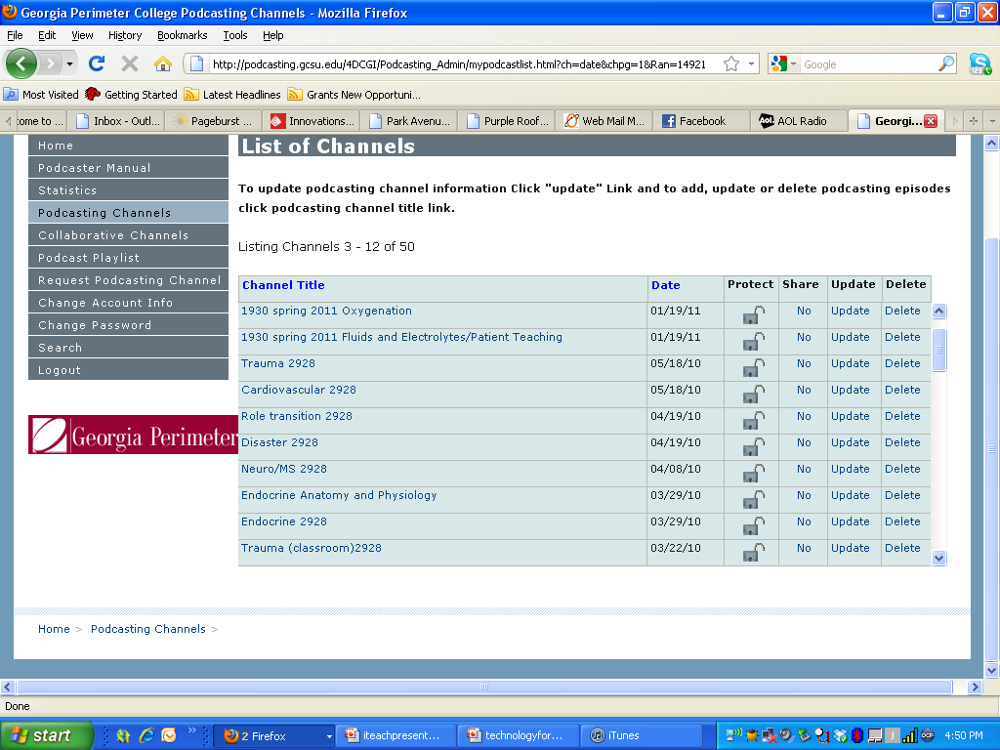 Georgia Perimeter College Podcasting Channels - Mozilla Firefox
File Edit View History Bookmarks Tools Help
http://podcasting.gcsu.edu/4DCGI/Podcasting_Admin/mypodcastlist.html?ch=date&chpg=1&Ran=14921 Google
Most Visited Getting Started Latest Headlines Grants New Opportuni...
come to ... Inbox - Outl... Pageburst ... Innovations... Park Avenu... Purple Roof... Web Mail M... Facebook AOL Radio Georgi...
Home
Podcaster Manual
Statistics
Podcasting Channels
Collaborative Channels
Podcast Playlist
Request Podcasting Channel
Change Account Info
Change Password
Search
Logout
Georgia Perimeter
List of Channels
To update podcasting channel information Click "update" Link and to add, update or delete podcasting episodes
click podcasting channel title link.
Listing Channels 3 - 12 of 50
Channel Title Date Protect Share Update Delete
1930 spring 2011 Oxygenation 01/19/11 No Update Delete
1930 spring 2011 Fluids and Electrolytes/Patient Teaching 01/19/11 No Update Delete
Trauma 2928 05/18/10 No Update Delete
Cardiovascular 2928 05/18/10 No Update Delete
Role transition 2928 04/19/10 No Update Delete
Disaster 2928 04/19/10 No Update Delete
Neuro/MS 2928 04/08/10 No Update Delete
Endocrine Anatomy and Physiology 03/29/10 No Update Delete
Endocrine 2928 03/29/10 No Update Delete
Trauma (classroom)2928 03/22/10 No Update Delete
Home > Podcasting Channels >
Done
start 2 Firefox iteachpresent... technologyfor... iTunes 4:50 PM